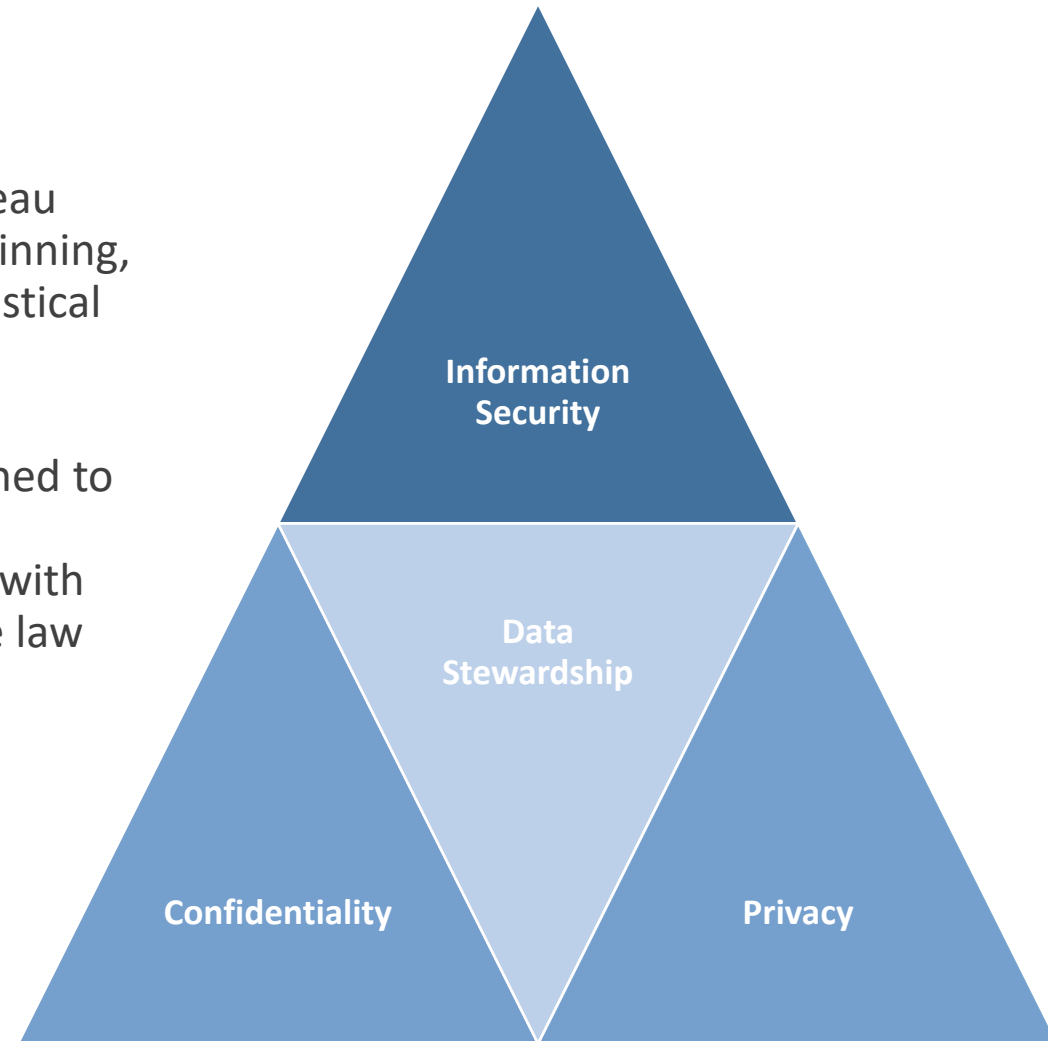 eau
inning,
stical
ned to
with
e law
Information
Security
Data
Stewardship
Confidentiality
Privacy